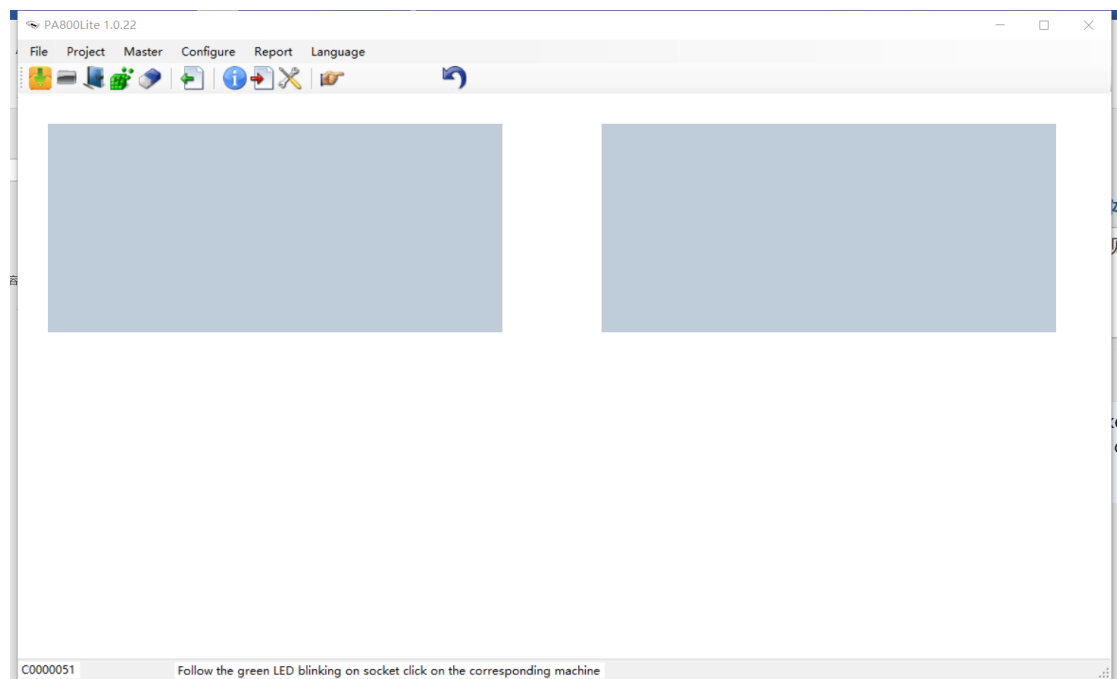 PA800Lite 1.0.22
File Project Master Configure Report Language
C0000051 Follow the green LED blinking on socket click on the corresponding machine